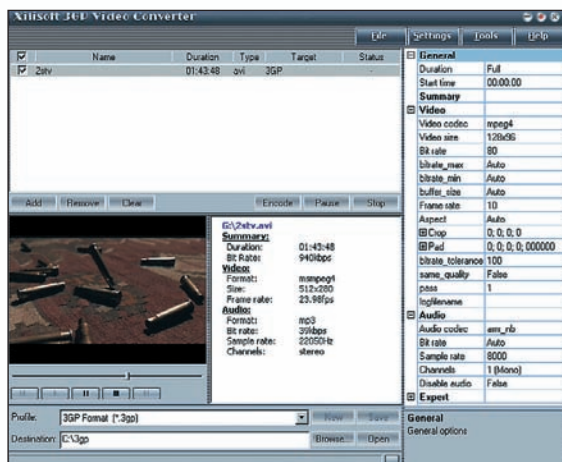 Xilisoft 3GP Video Converter
File Settings Tools Help
Name Duration Type Target Status
2stv 01:43:48 avi 3GP -
Add Remove Clear Encode Pause Stop
G:\2stv.avi
Summary:
Duration: 01:43:48
Bit Rate: 940kbps
Video:
Format: msmpeg4
Size: 512x280
Frame rate: 23.98fps
Audio:
Format: mp3
Bit rate: 39kbps
Sample rate: 22050Hz
Channels: stereo
Profile: 3GP Format (*.3gp) New Save
Destination: C:\3gp Browse... Open
General
Duration Full
Start time 00:00:00
Summary
Video
Video codec mpeg4
Video size 128x96
Bit rate 80
bitrate_max Auto
bitrate_min Auto
buffer_size Auto
Frame rate 10
Aspect Auto
Crop 0; 0; 0; 0
Pad 0; 0; 0; 0; 000000
bitrate_tolerance 100
same_quality False
pass 1
logfilename
Audio
Audio codec amr_nb
Bit rate Auto
Sample rate 8000
Channels 1 (Mono)
Disable audio False
Expert
General
General options